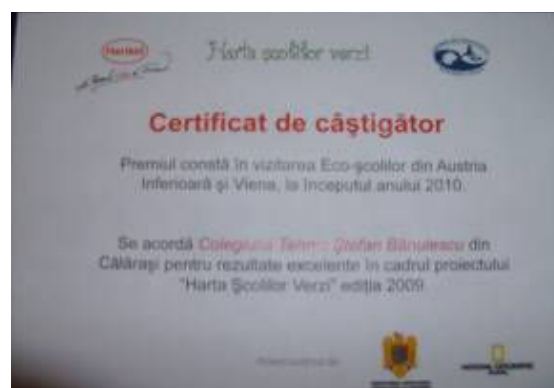 Henkel
Harta școlilor verzi
Certificat de câștigător
Premiul constă în vizitarea Eco-școlilor din Austria
Inferioară și Viena, la începutul anului 2010.
Se acordă Colegiului Tehnic Ștefan Bănulescu din
Călărași pentru rezultate excelente în cadrul proiectului
"Harta Școlilor Verzi" ediția 2009
NATIONAL GEOGRAPHIC